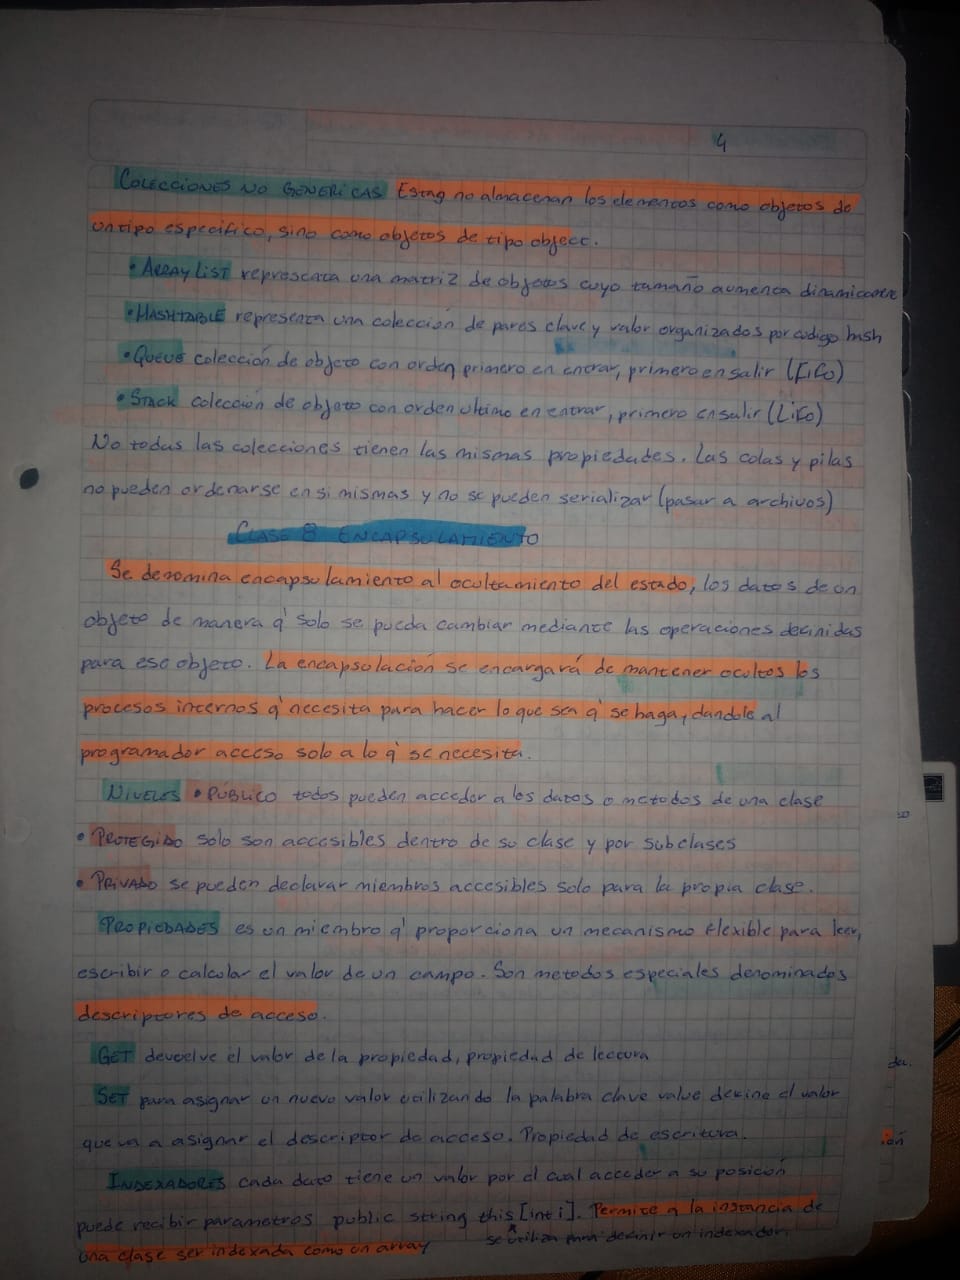 4
COLECCIONES NO GENERICAS Estas no almacenan los elementos como objetos de
un tipo especifico, sino como objetos de tipo object.
• ARRAY LIST representa una matriz de objetos cuyo tamaño aumenta dinamicamente
• HASHTABLE representa una colección de pares clave y valor organizados por codigo hash
• QUEUE colección de objeto con orden primero en entrar, primero en salir (FiFo)
• STACK colección de objeto con orden ultimo en entrar, primero en salir (LiFo)
No todas las colecciones tienen las mismas propiedades. Las colas y pilas
no pueden ordenarse en si mismas y no se pueden serializar (pasar a archivos)
CLASE 8 ENCAPSULAMIENTO
Se denomina encapsulamiento al ocultamiento del estado, los datos de un
objeto de manera q' solo se pueda cambiar mediante las operaciones definidas
para ese objeto. La encapsulación se encargará de mantener ocultos los
procesos internos q' necesita para hacer lo que sea q' se haga, dandole al
programador acceso solo a lo q' se necesita.
NIVELES • PÚBLICO todos pueden acceder a los datos o metodos de una clase
• PROTEGIDO solo son accesibles dentro de su clase y por subclases
• PRIVADO se pueden declarar miembros accesibles solo para la propia clase.
PROPIEDADES es un miembro q' proporciona un mecanismo flexible para leer,
escribir o calcular el valor de un campo. Son metodos especiales denominados
descriptores de acceso.
GET devuelve el valor de la propiedad, propiedad de lectura
SET para asignar un nuevo valor utilizando la palabra clave value define el valor
que va a asignar el descriptor de acceso. Propiedad de escritura.
INDEXADORES cada dato tiene un valor por el cual acceder a su posición
puede recibir parametros public string this [int i]. Permite a la instancia de
una clase ser indexada como un array se utiliza para definir un indexador.